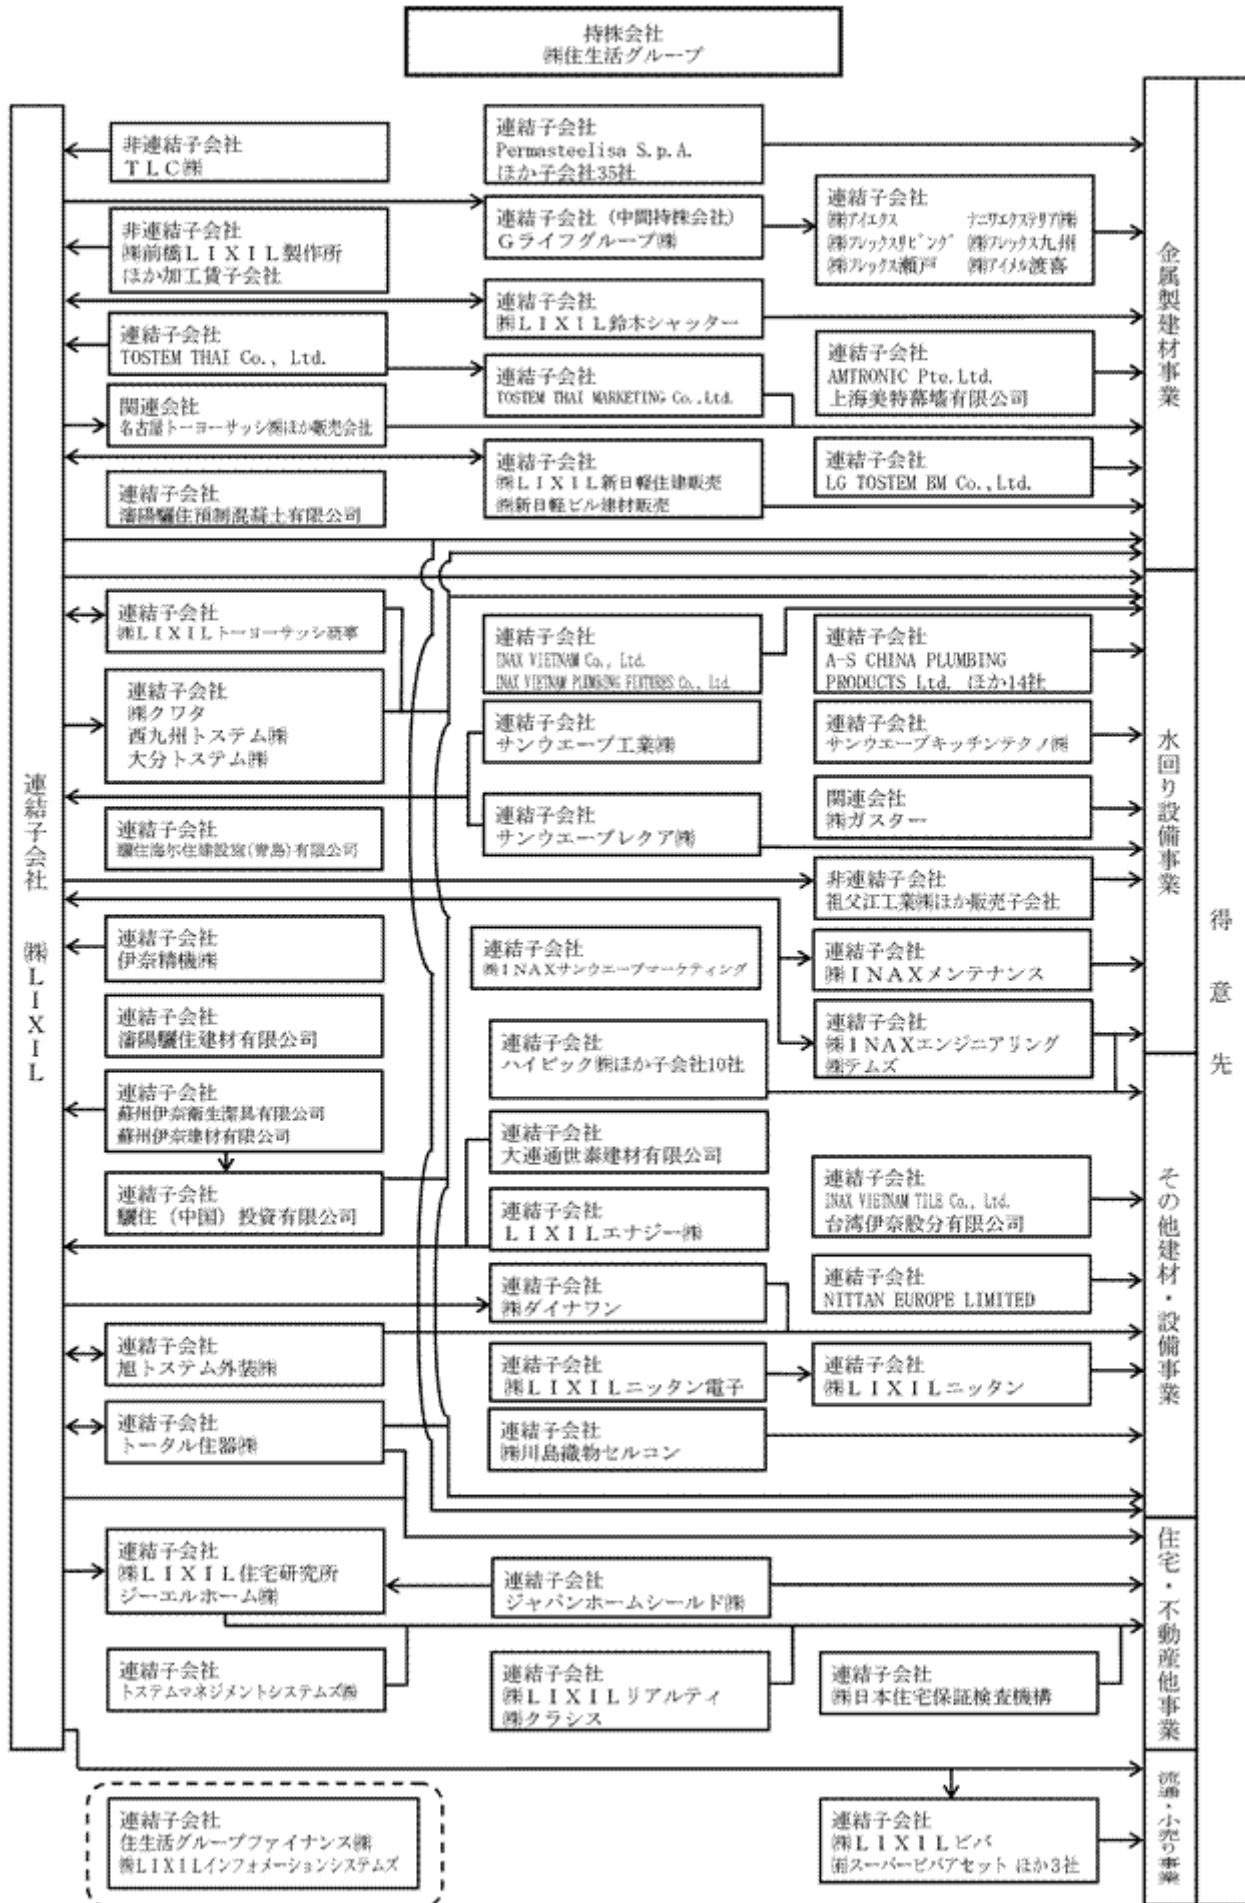 持株会社
㈱住生活グループ
連結子会社　㈱LIXIL
非連結子会社
TLC㈱
連結子会社
Permasteelisa S.p.A.
ほか子会社35社
連結子会社（中間持株会社）
Gライフグループ㈱
連結子会社
㈱アイエクス　ナニワエクステリア㈱
㈱フレックスリビング　㈱フレックス九州
㈱フレックス瀬戸　㈱アイメル渡喜
非連結子会社
㈱前橋LIXIL製作所
ほか加工賃子会社
連結子会社
㈱LIXIL鈴木シャッター
連結子会社
TOSTEM THAI Co., Ltd.
連結子会社
TOSTEM THAI MARKETING Co.,Ltd.
連結子会社
AMTRONIC Pte.Ltd.
上海美特幕墙有限公司
関連会社
名古屋トーヨーサッシ㈱ほか販売会社
連結子会社
㈱LIXIL新日軽住建販売
㈱新日軽ビル建材販売
連結子会社
LG TOSTEM BM Co.,Ltd.
連結子会社
瀋陽驪住預制混凝土有限公司
金属製建材事業
連結子会社
㈱LIXILトーヨーサッシ商事
連結子会社
INAX VIETNAM Co., Ltd.
INAX VIETNAM PLUMBING FIXTURES Co., Ltd.
連結子会社
A-S CHINA PLUMBING
PRODUCTS Ltd. ほか14社
連結子会社
㈱クワタ
西九州トステム㈱
大分トステム㈱
連結子会社
サンウエーブ工業㈱
連結子会社
サンウエーブキッチンテクノ㈱
関連会社
㈱ガスター
連結子会社
驪住海尓住建設施(青島)有限公司
連結子会社
サンウエーブレクア㈱
非連結子会社
祖父江工業㈱ほか販売子会社
連結子会社
伊奈精機㈱
連結子会社
㈱INAXサンウエーブマーケティング
連結子会社
㈱INAXメンテナンス
連結子会社
瀋陽驪住建材有限公司
連結子会社
ハイビック㈱ほか子会社10社
連結子会社
㈱INAXエンジニアリング
㈱テムズ
水回り設備事業
得意先
連結子会社
蘇州伊奈衛生潔具有限公司
蘇州伊奈建材有限公司
連結子会社
大連通世泰建材有限公司
連結子会社
驪住（中国）投資有限公司
連結子会社
LIXILエナジー㈱
連結子会社
INAX VIETNAM TILE Co., Ltd.
台湾伊奈股分有限公司
連結子会社
㈱ダイナワン
連結子会社
NITTAN EUROPE LIMITED
連結子会社
旭トステム外装㈱
連結子会社
㈱LIXILニッタン電子
連結子会社
㈱LIXILニッタン
連結子会社
トータル住器㈱
連結子会社
㈱川島織物セルコン
その他建材・設備事業
連結子会社
㈱LIXIL住宅研究所
ジーエルホーム㈱
連結子会社
ジャパンホームシールド㈱
連結子会社
トステムマネジメントシステムズ㈱
連結子会社
㈱LIXILリアルティ
㈱クラシス
連結子会社
㈱日本住宅保証検査機構
住宅・不動産他事業
連結子会社
住生活グループファイナンス㈱
㈱LIXILインフォメーションシステムズ
連結子会社
㈱LIXILビバ
㈲スーパービバアセット ほか3社
流通・小売り事業